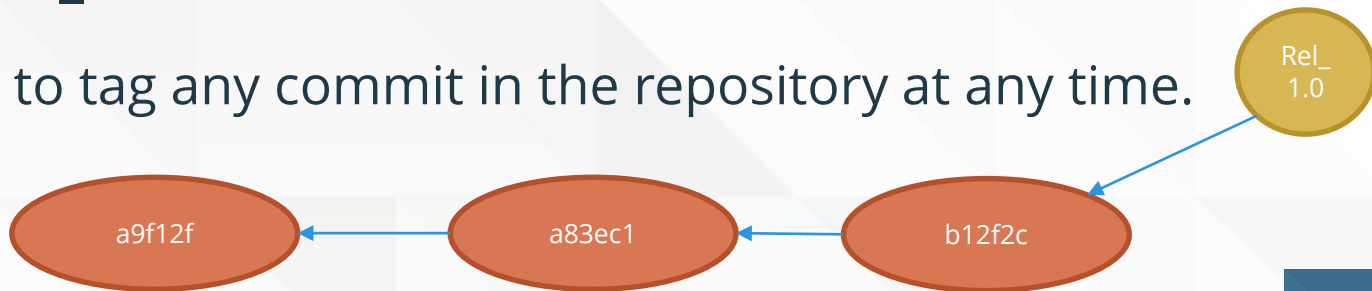 to tag any commit in the repository at any time.
Rel_
1.0
a9f12f
a83ec1
b12f2c